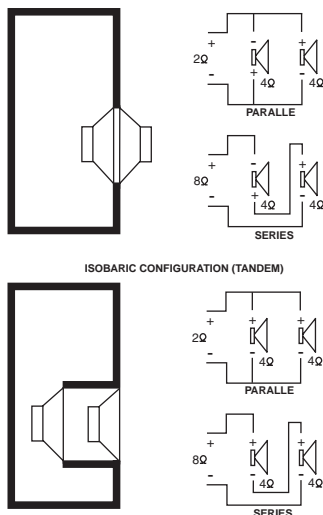 + - +
2Ω
- + -
4Ω 4Ω
PARALLE
+ - +
8Ω
- + -
4Ω 4Ω
SERIES
ISOBARIC CONFIGURATION (TANDEM)
+ + +
2Ω
- - -
4Ω 4Ω
PARALLE
+ + +
8Ω
- - -
4Ω 4Ω
SERIES